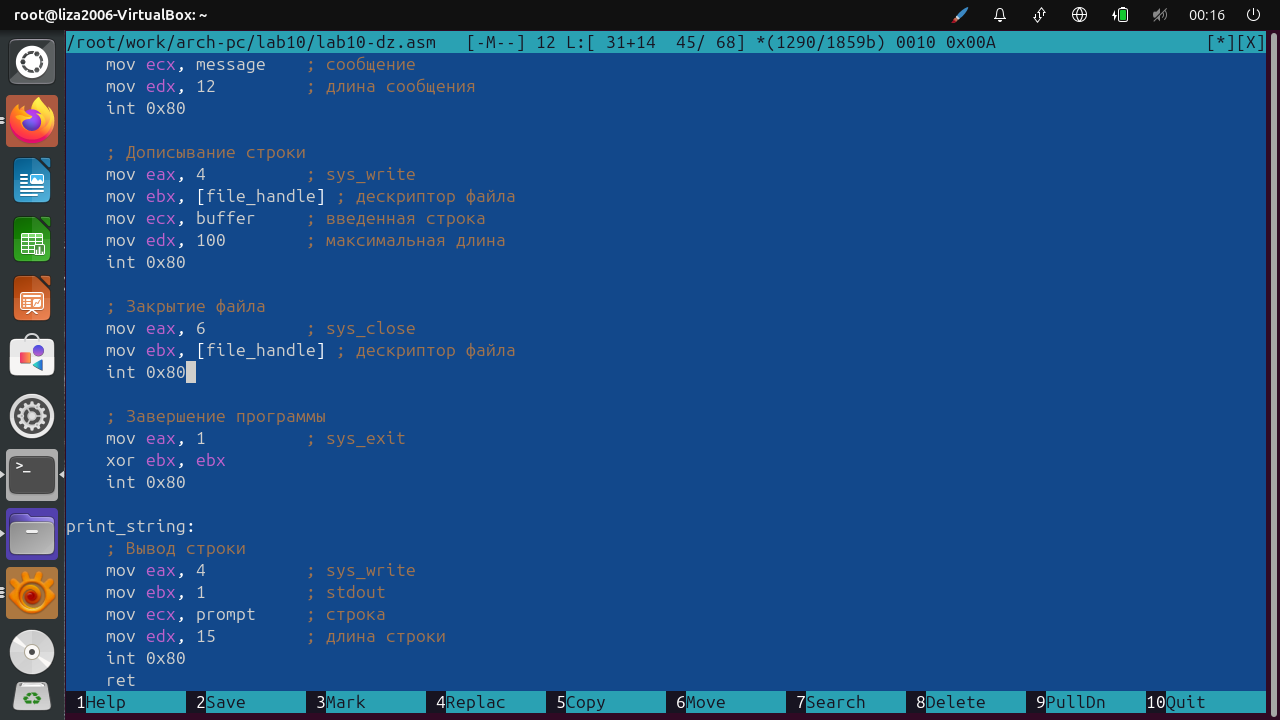 root@liza2006-VirtualBox: ~
00:16
/root/work/arch-pc/lab10/lab10-dz.asm   [-M--] 12 L:[ 31+14  45/ 68] *(1290/1859b) 0010 0x00A [*][X]
    mov ecx, message    ; сообщение
    mov edx, 12         ; длина сообщения
    int 0x80

    ; Дописывание строки
    mov eax, 4          ; sys_write
    mov ebx, [file_handle] ; дескриптор файла
    mov ecx, buffer     ; введенная строка
    mov edx, 100        ; максимальная длина
    int 0x80

    ; Закрытие файла
    mov eax, 6          ; sys_close
    mov ebx, [file_handle] ; дескриптор файла
    int 0x80

    ; Завершение программы
    mov eax, 1          ; sys_exit
    xor ebx, ebx
    int 0x80

print_string:
    ; Вывод строки
    mov eax, 4          ; sys_write
    mov ebx, 1          ; stdout
    mov ecx, prompt     ; строка
    mov edx, 15         ; длина строки
    int 0x80
    ret
1Help 2Save 3Mark 4Replac 5Copy 6Move 7Search 8Delete 9PullDn 10Quit